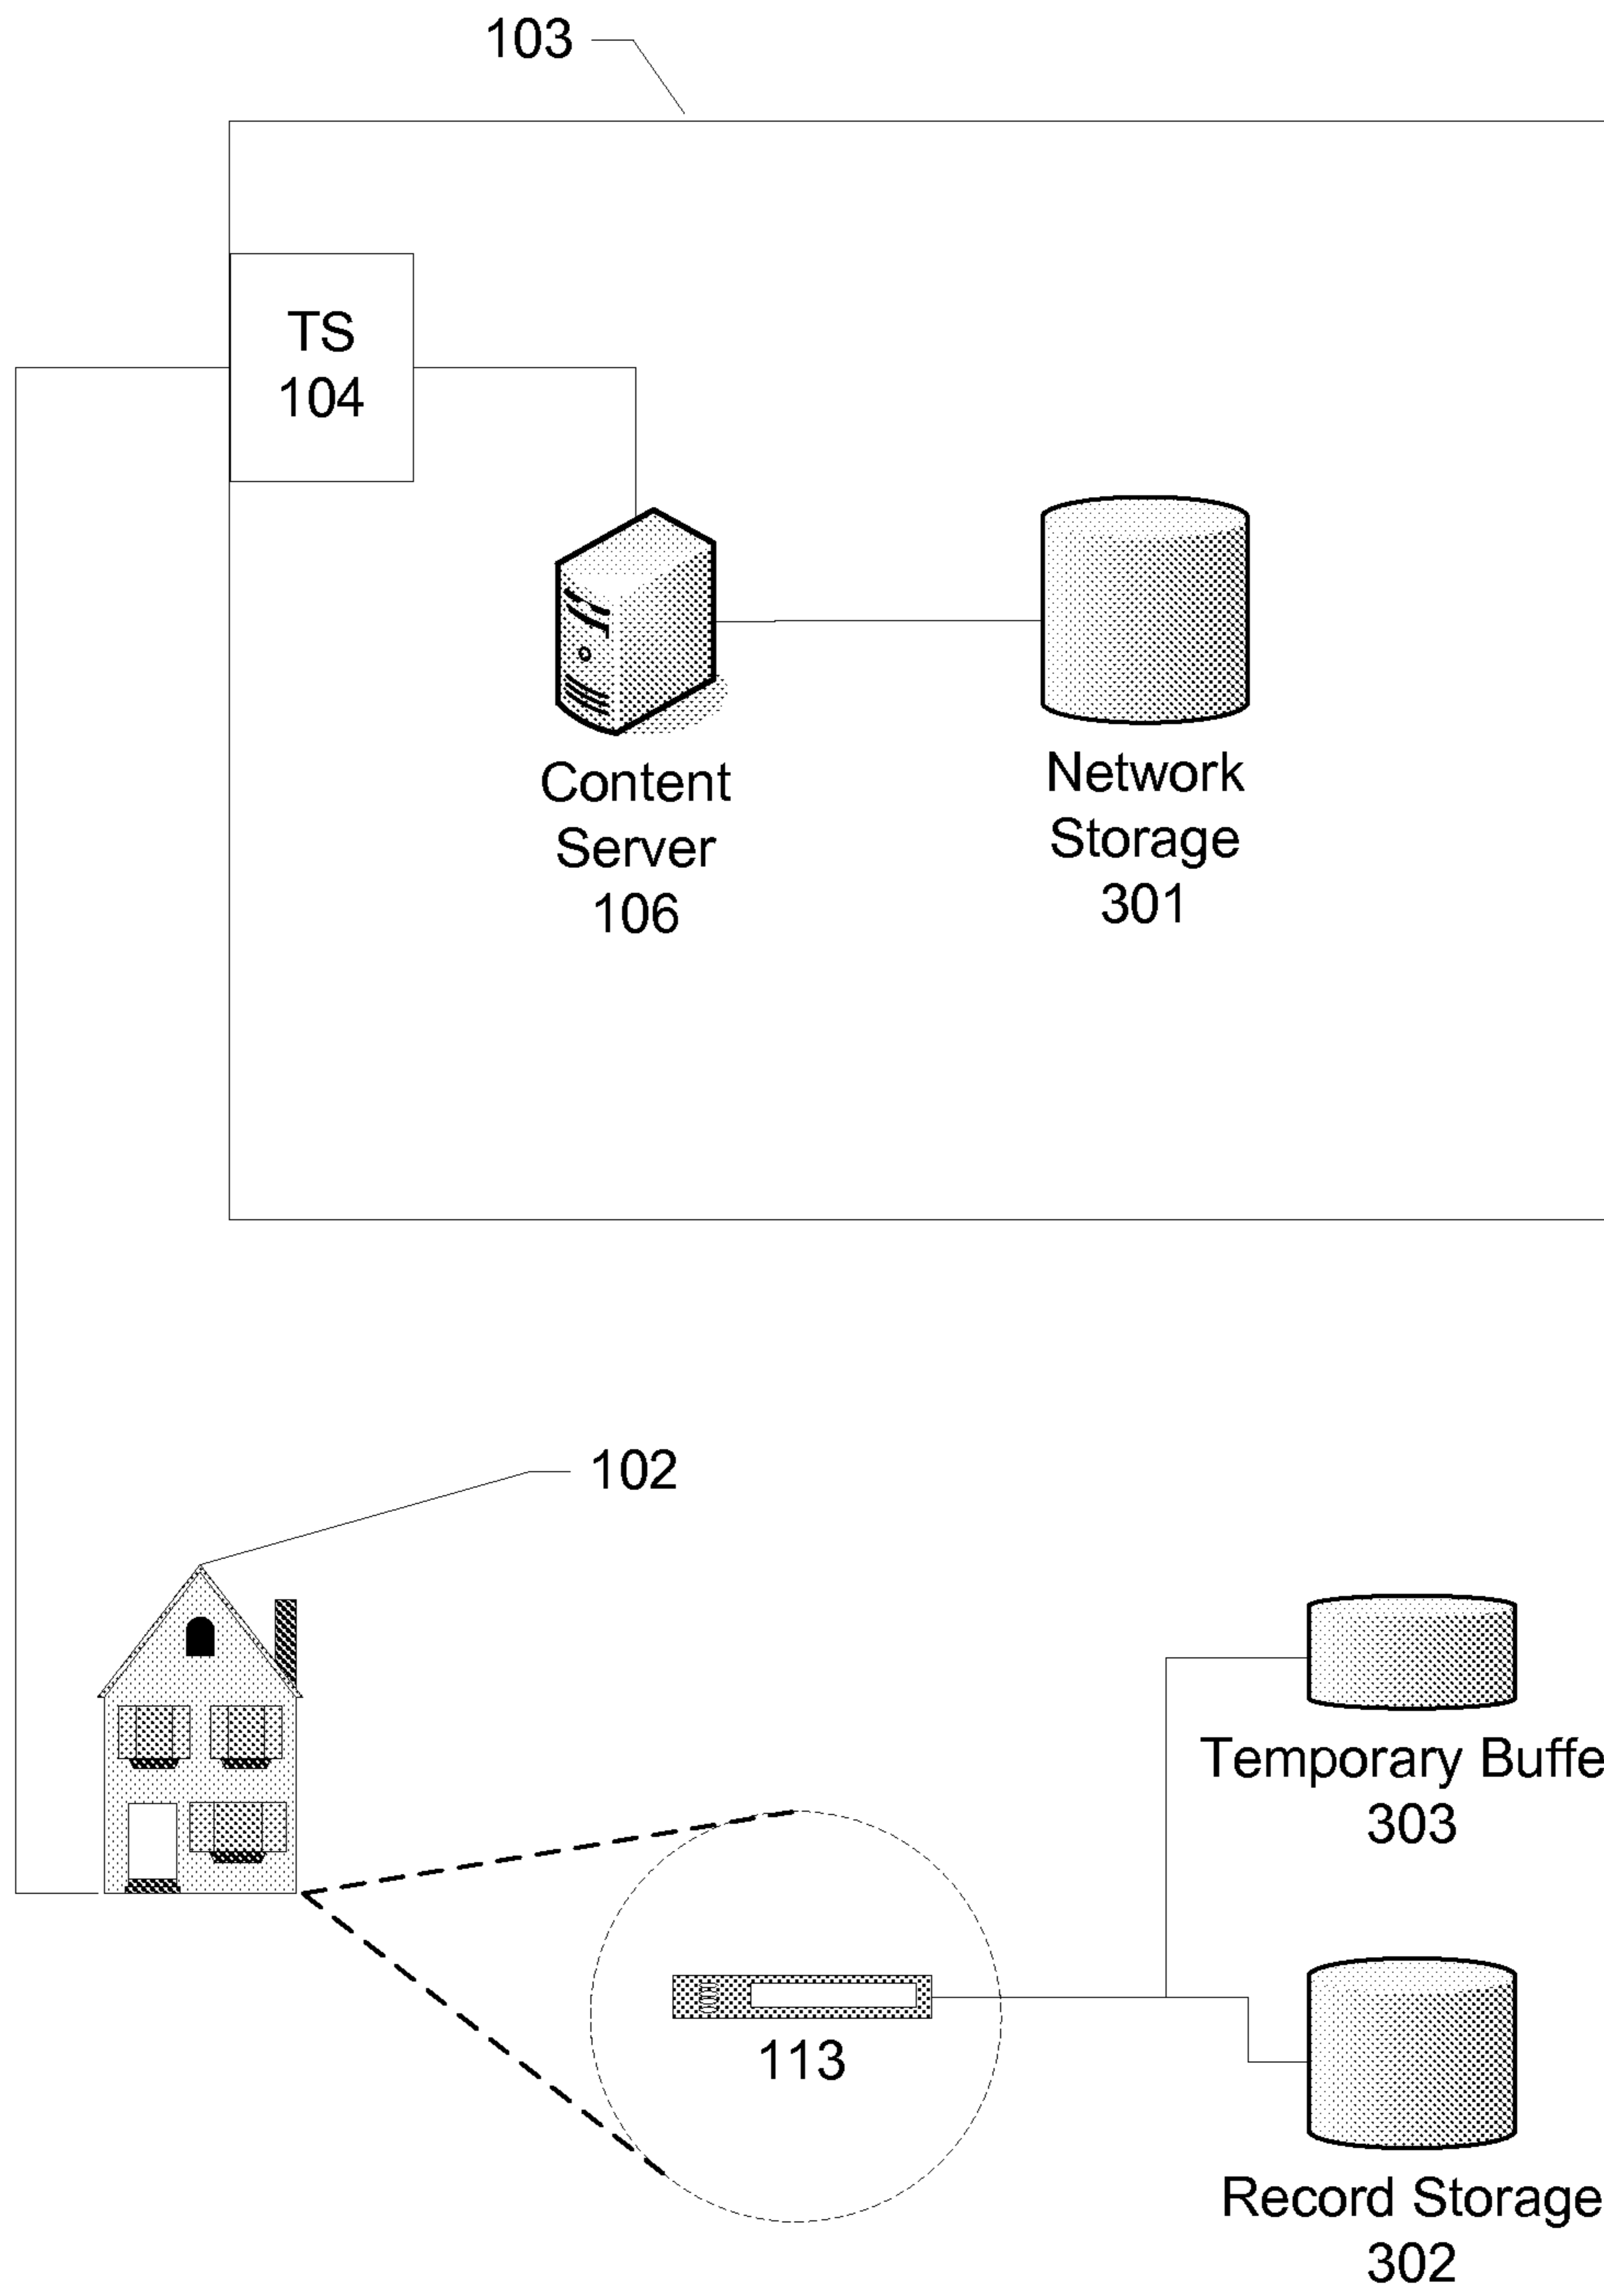 103
TS
104
Content
Server
106
Network
Storage
301
102
Temporary Buffe
303
113
Record Storage
302